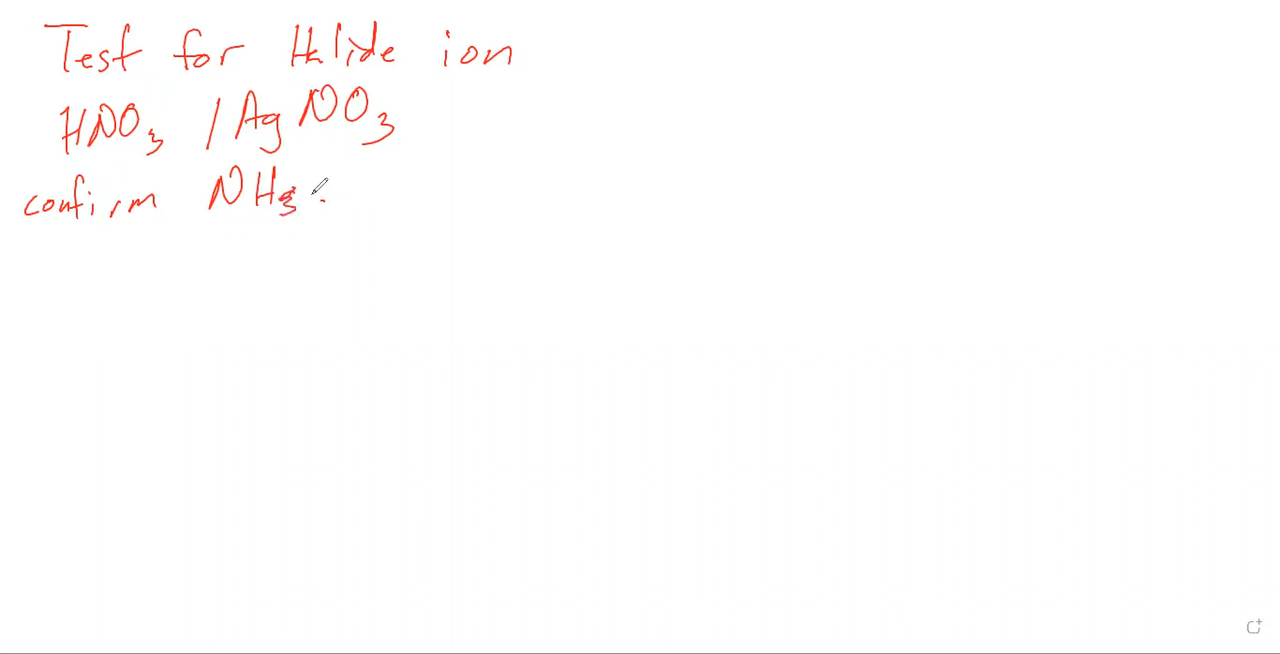 Test for Halide ion
HNO₃ / AgNO₃
confirm NH₃.